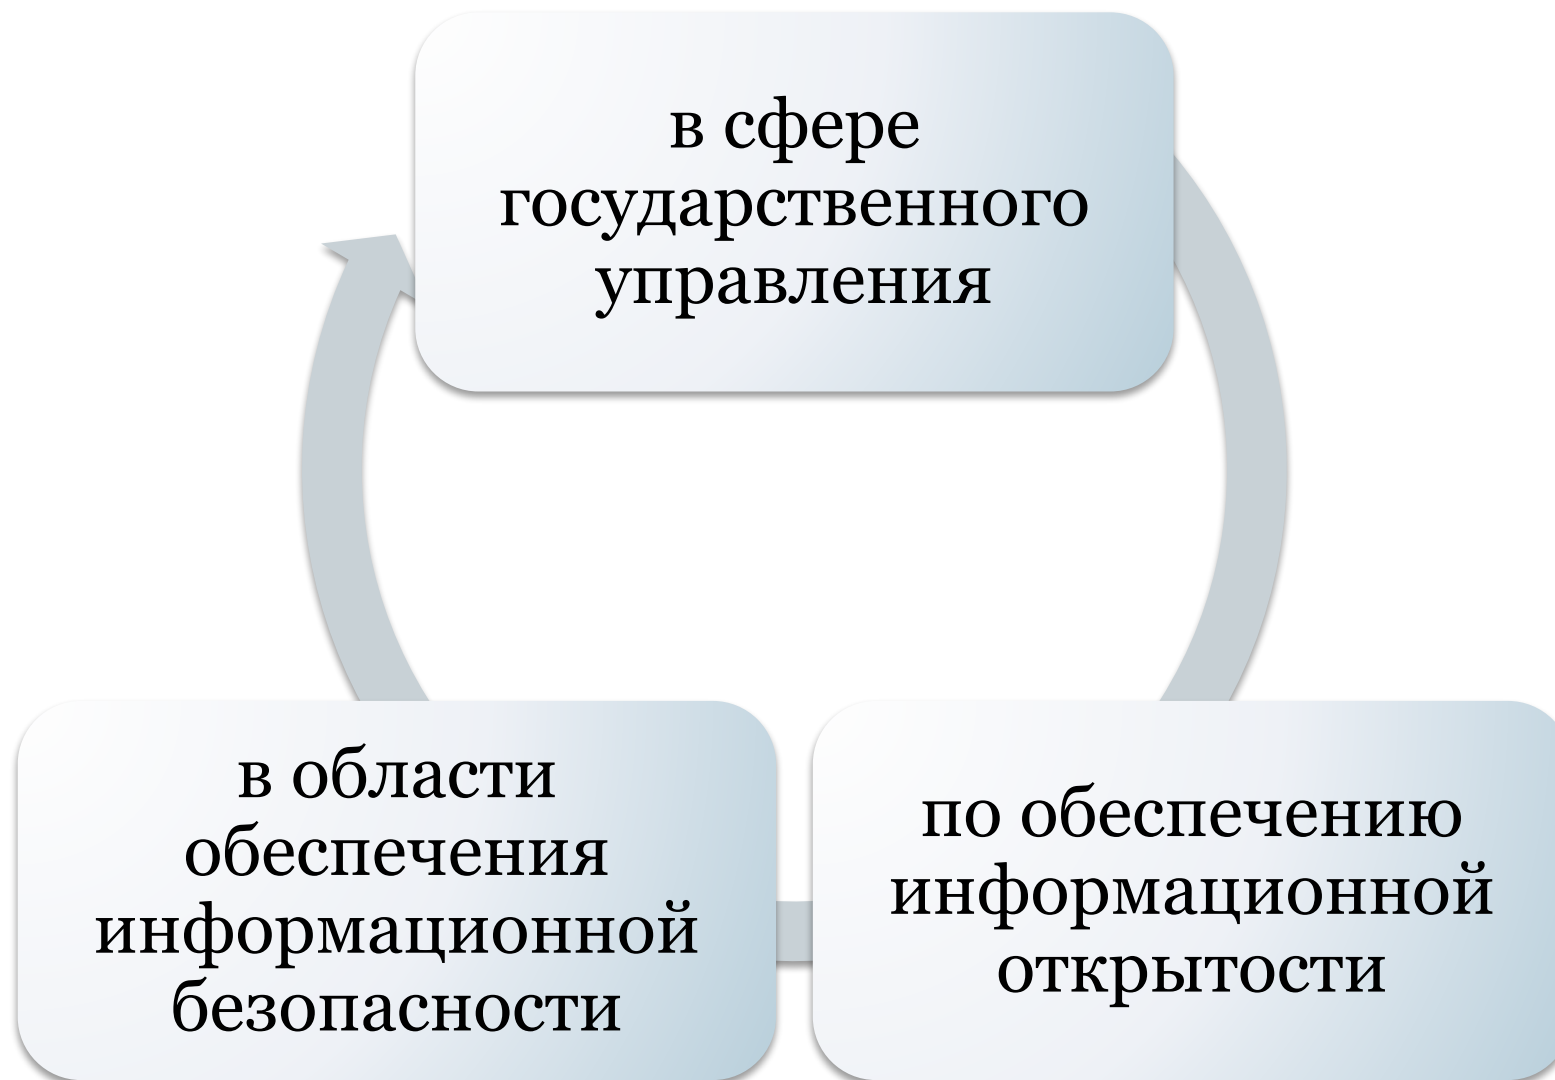 в сфере
государственного
управления
в области
обеспечения
информационной
безопасности
по обеспечению
информационной
открытости